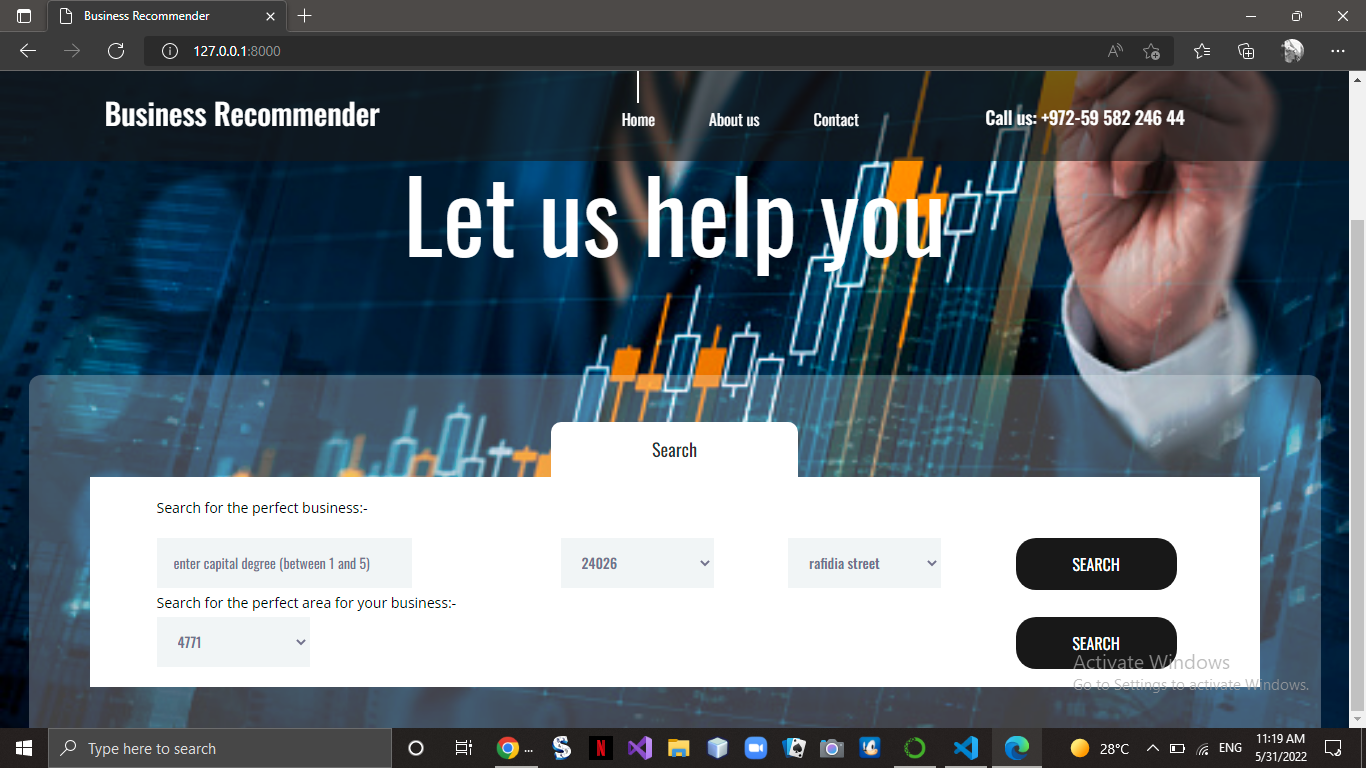 Business Recommender
127.0.0.1:8000
Business Recommender
Home
About us
Contact
Call us: +972-59 582 246 44
Let us help you
Search
Search for the perfect business:-
enter capital degree (between 1 and 5)
24026
rafidia street
SEARCH
Search for the perfect area for your business:-
4771
SEARCH
Activate Windows
Go to Settings to activate Windows.
Type here to search
...
28°C
ENG
11:19 AM
5/31/2022